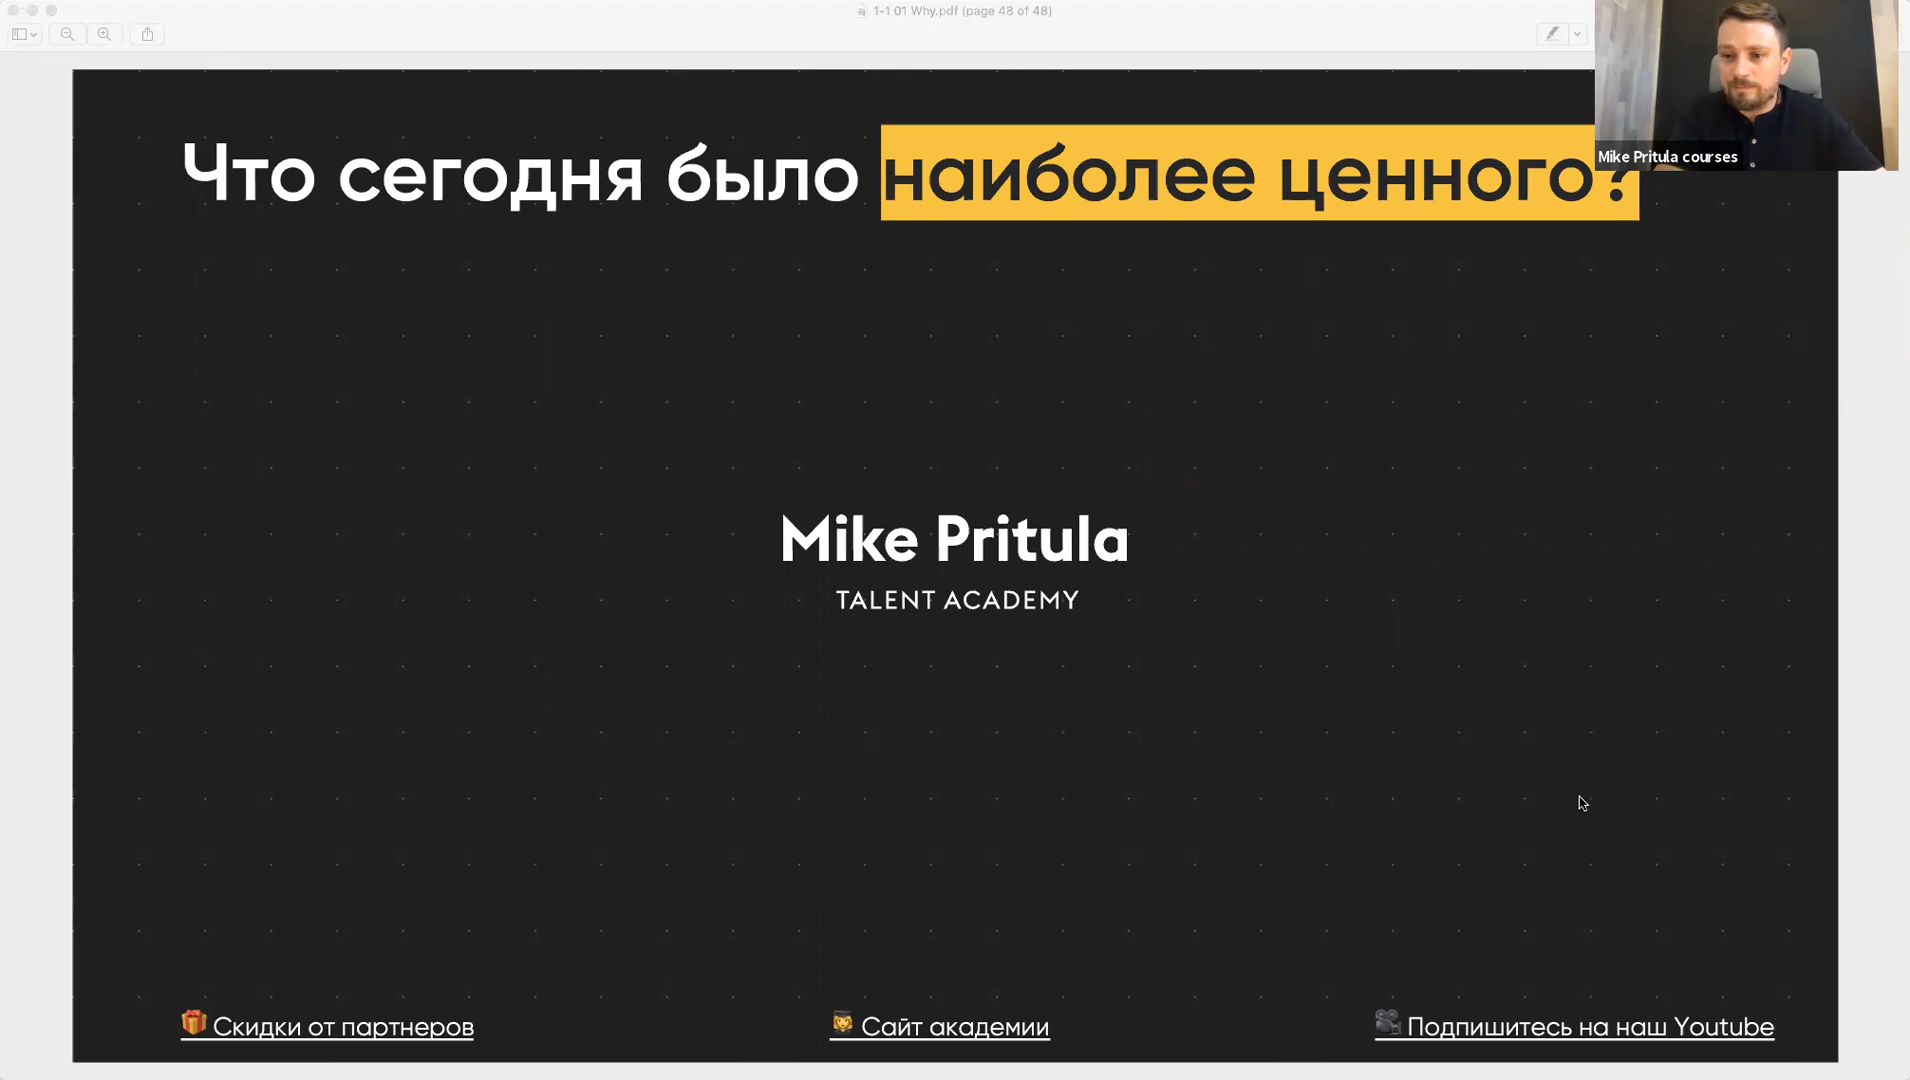 1-1 01 Why.pdf (page 48 of 48)
Mike Pritula courses
Что сегодня было наиболее ценного?
Mike Pritula
TALENT ACADEMY
Скидки от партнеров
Сайт академии
Подпишитесь на наш Youtube